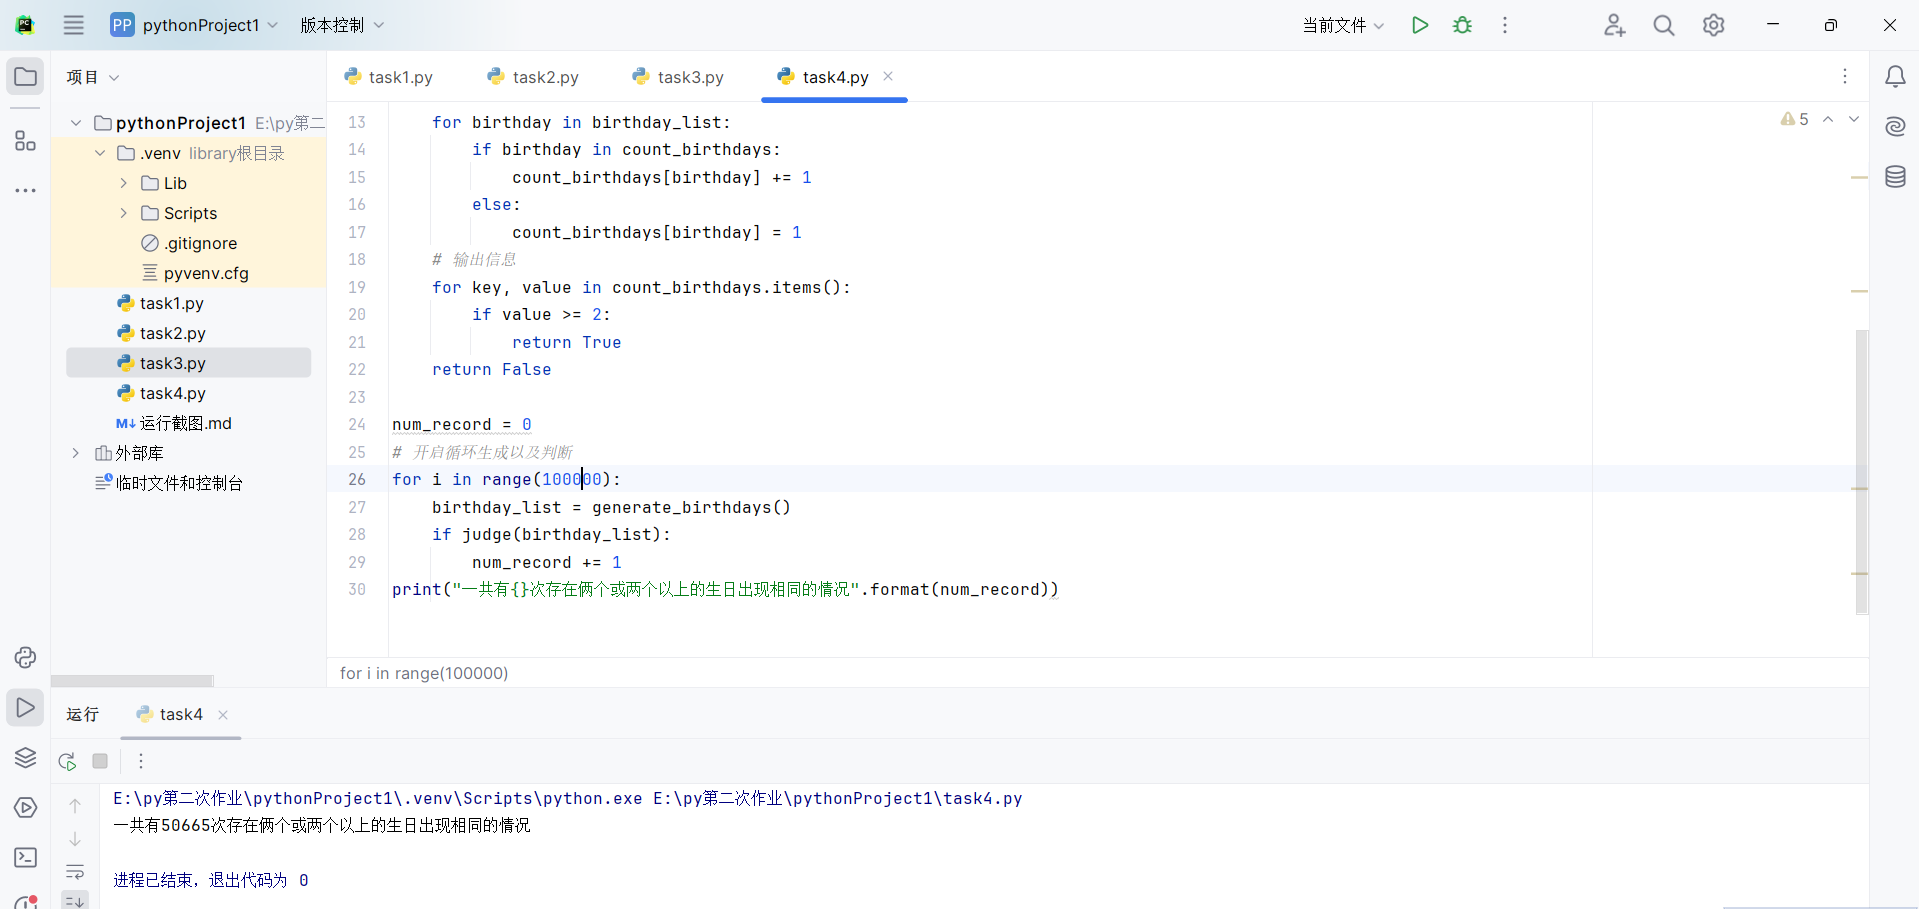 PP pythonProject1 版本控制 当前文件
项目
task1.py task2.py task3.py task4.py
pythonProject1 E:\py第二
.venv library根目录
Lib
Scripts
.gitignore
pyvenv.cfg
task1.py
task2.py
task3.py
task4.py
M↓ 运行截图.md
外部库
临时文件和控制台
5
13 for birthday in birthday_list:
14 if birthday in count_birthdays:
15 count_birthdays[birthday] += 1
16 else:
17 count_birthdays[birthday] = 1
18 # 输出信息
19 for key, value in count_birthdays.items():
20 if value >= 2:
21 return True
22 return False
23
24 num_record = 0
25 # 开启循环生成以及判断
26 for i in range(100000):
27 birthday_list = generate_birthdays()
28 if judge(birthday_list):
29 num_record += 1
30 print("一共有{}次存在俩个或两个以上的生日出现相同的情况".format(num_record))
for i in range(100000)
运行 task4
E:\py第二次作业\pythonProject1\.venv\Scripts\python.exe E:\py第二次作业\pythonProject1\task4.py
一共有50665次存在俩个或两个以上的生日出现相同的情况
进程已结束，退出代码为 0